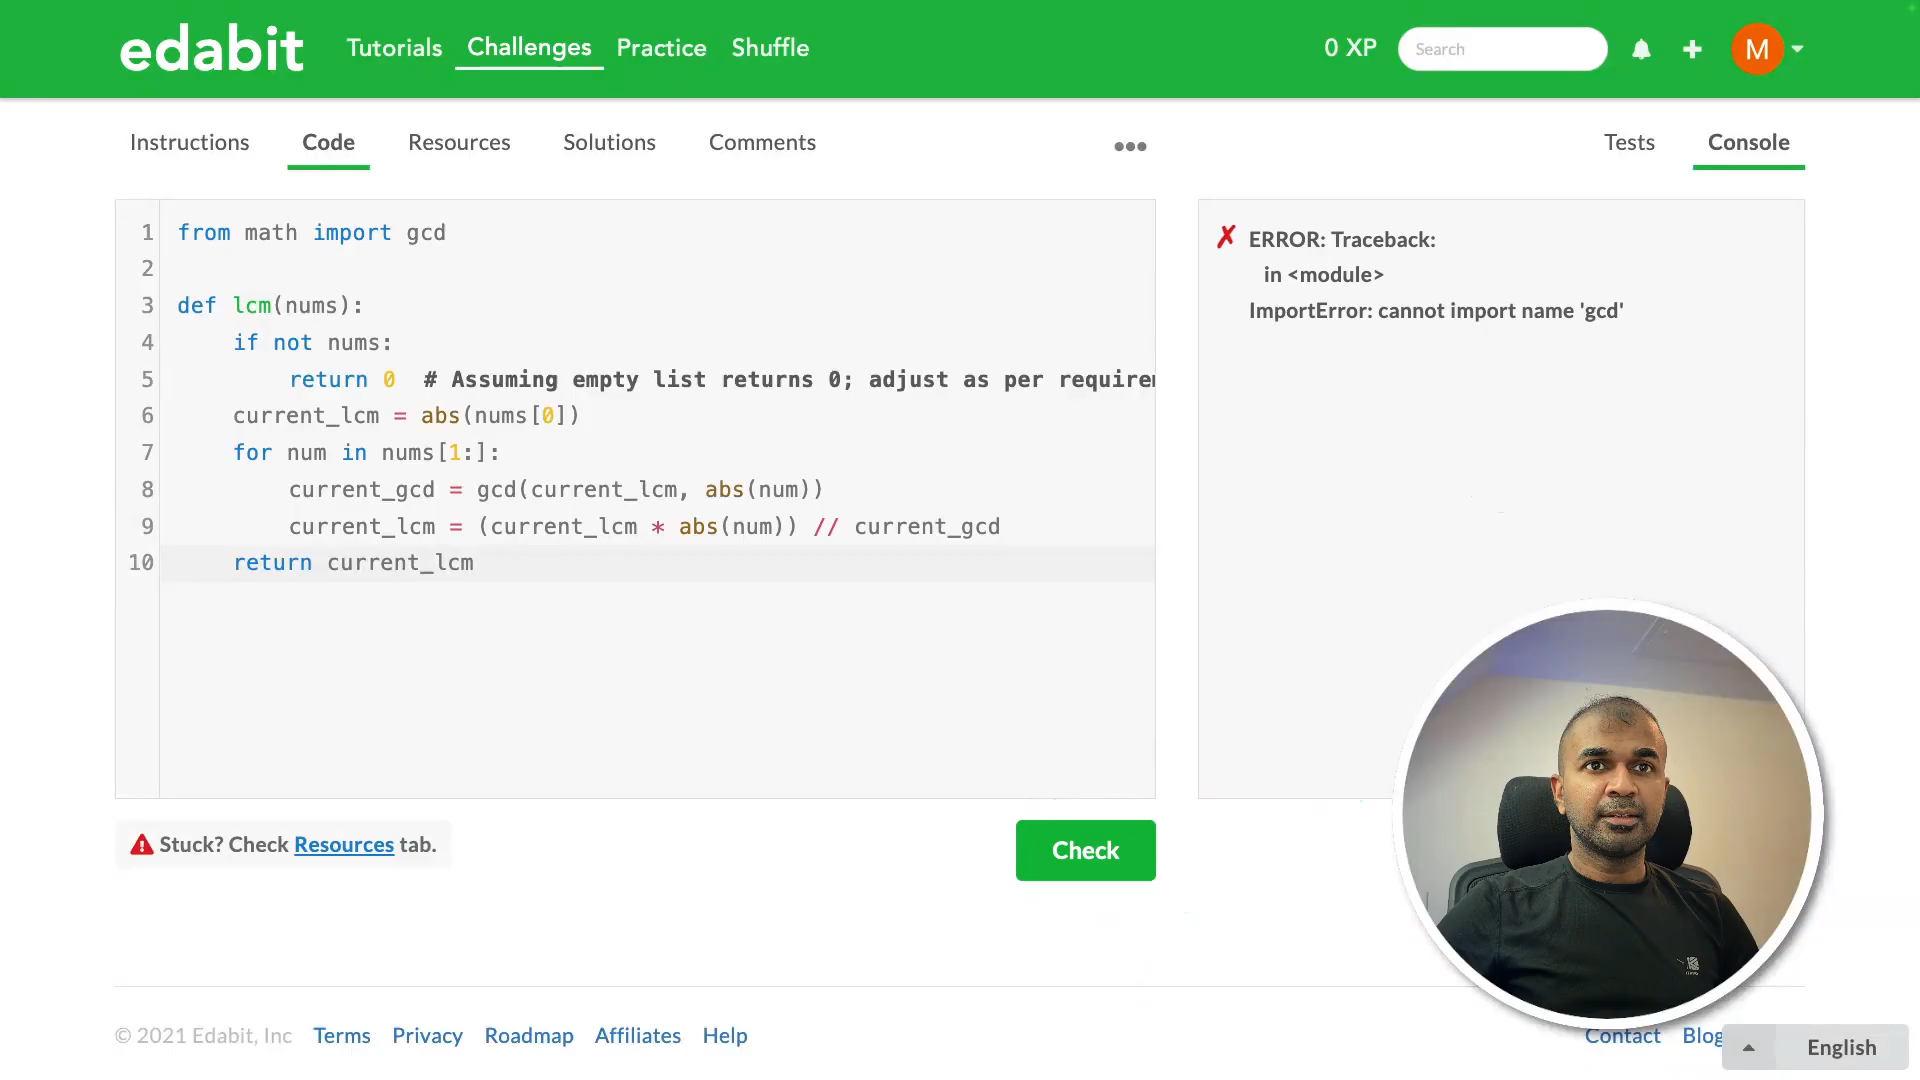 edabit Tutorials Challenges Practice Shuffle 0 XP Search M
Instructions Code Resources Solutions Comments Tests Console
1 from math import gcd
2
3 def lcm(nums):
4 if not nums:
5 return 0 # Assuming empty list returns 0; adjust as per
6 current_lcm = abs(nums[0])
7 for num in nums[1:]:
8 current_gcd = gcd(current_lcm, abs(num))
9 current_lcm = (current_lcm * abs(num)) // current_gcd
10 return current_lcm
✗ ERROR: Traceback:
in <module>
ImportError: cannot import name 'gcd'
Stuck? Check Resources tab.
Check
© 2021 Edabit, Inc Terms Privacy Roadmap Affiliates Help Contact Blog
English